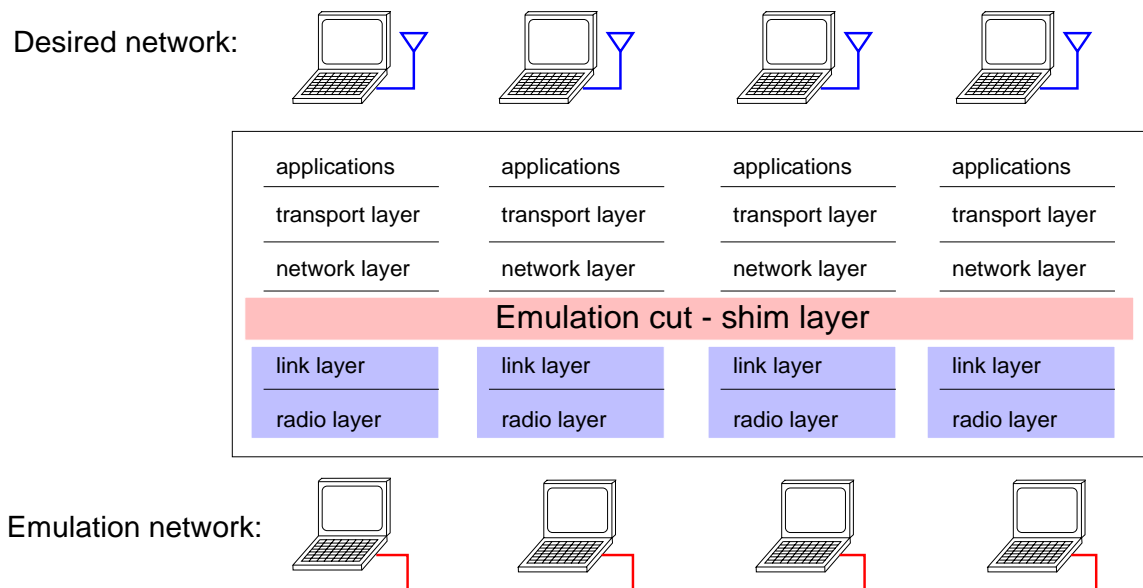 Desired network:
applications applications applications applications
transport layer transport layer transport layer transport layer
network layer network layer network layer network layer
Emulation cut - shim layer
link layer link layer link layer link layer
radio layer radio layer radio layer radio layer
Emulation network: